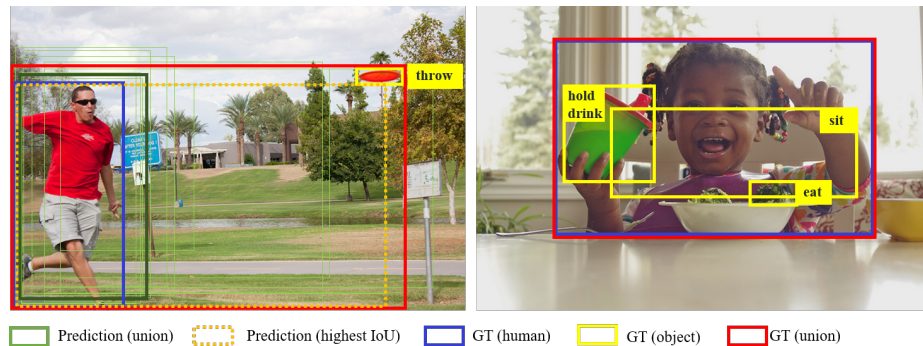 throw
hold
drink
sit
eat
Prediction (union)
Prediction (highest IoU)
GT (human)
GT (object)
GT (union)